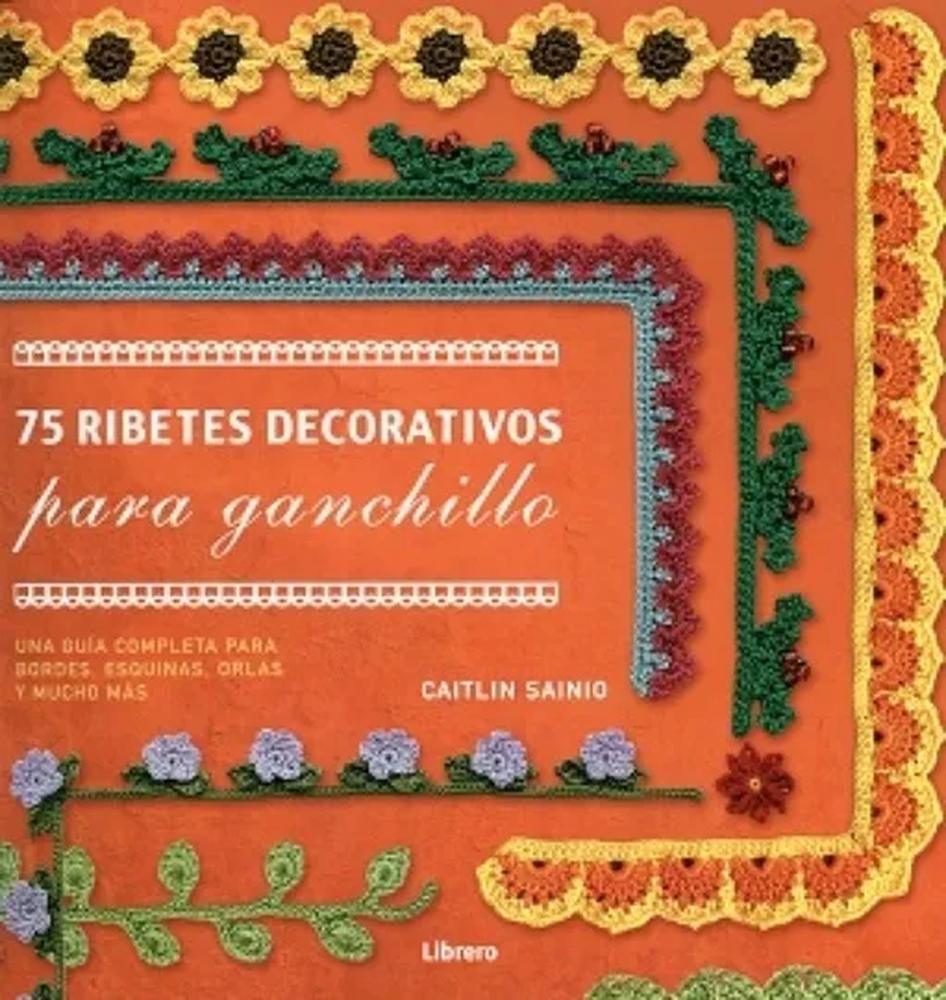 75 RIBETES DECORATIVOS
para ganchillo
UNA GUÍA COMPLETA PARA
BORDES, ESQUINAS, ORLAS
Y MUCHO MÁS
CAITLIN SAINIO
Librero